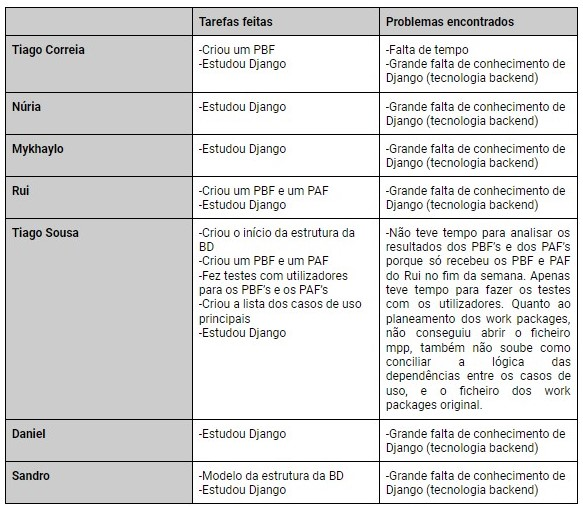 Tarefas feitas
Problemas encontrados
Tiago Correia
-Criou um PBF
-Estudou Django
-Falta de tempo
-Grande falta de conhecimento de
Django (tecnologia backend)
Núria
-Estudou Django
-Grande falta de conhecimento de
Django (tecnologia backend)
Mykhaylo
-Estudou Django
-Grande falta de conhecimento de
Django (tecnologia backend)
Rui
-Criou um PBF e um PAF
-Estudou Django
-Grande falta de conhecimento de
Django (tecnologia backend)
Tiago Sousa
-Criou o início da estrutura da
BD
-Criou um PBF e um PAF
-Fez testes com utilizadores
para os PBF's e os PAF's
-Criou a lista dos casos de uso
principais
-Estudou Django
-Não teve tempo para analisar os
resultados dos PBF's e dos PAF's
porque só recebeu os PBF e PAF
do Rui no fim da semana. Apenas
teve tempo para fazer os testes
com os utilizadores. Quanto ao
planeamento dos work packages,
não conseguiu abrir o ficheiro
mpp, também não soube como
conciliar a lógica das
dependências entre os casos de
uso, e o ficheiro dos work
packages original.
Daniel
-Estudou Django
-Grande falta de conhecimento de
Django (tecnologia backend)
Sandro
-Modelo da estrutura da BD
-Estudou Django
-Grande falta de conhecimento de
Django (tecnologia backend)